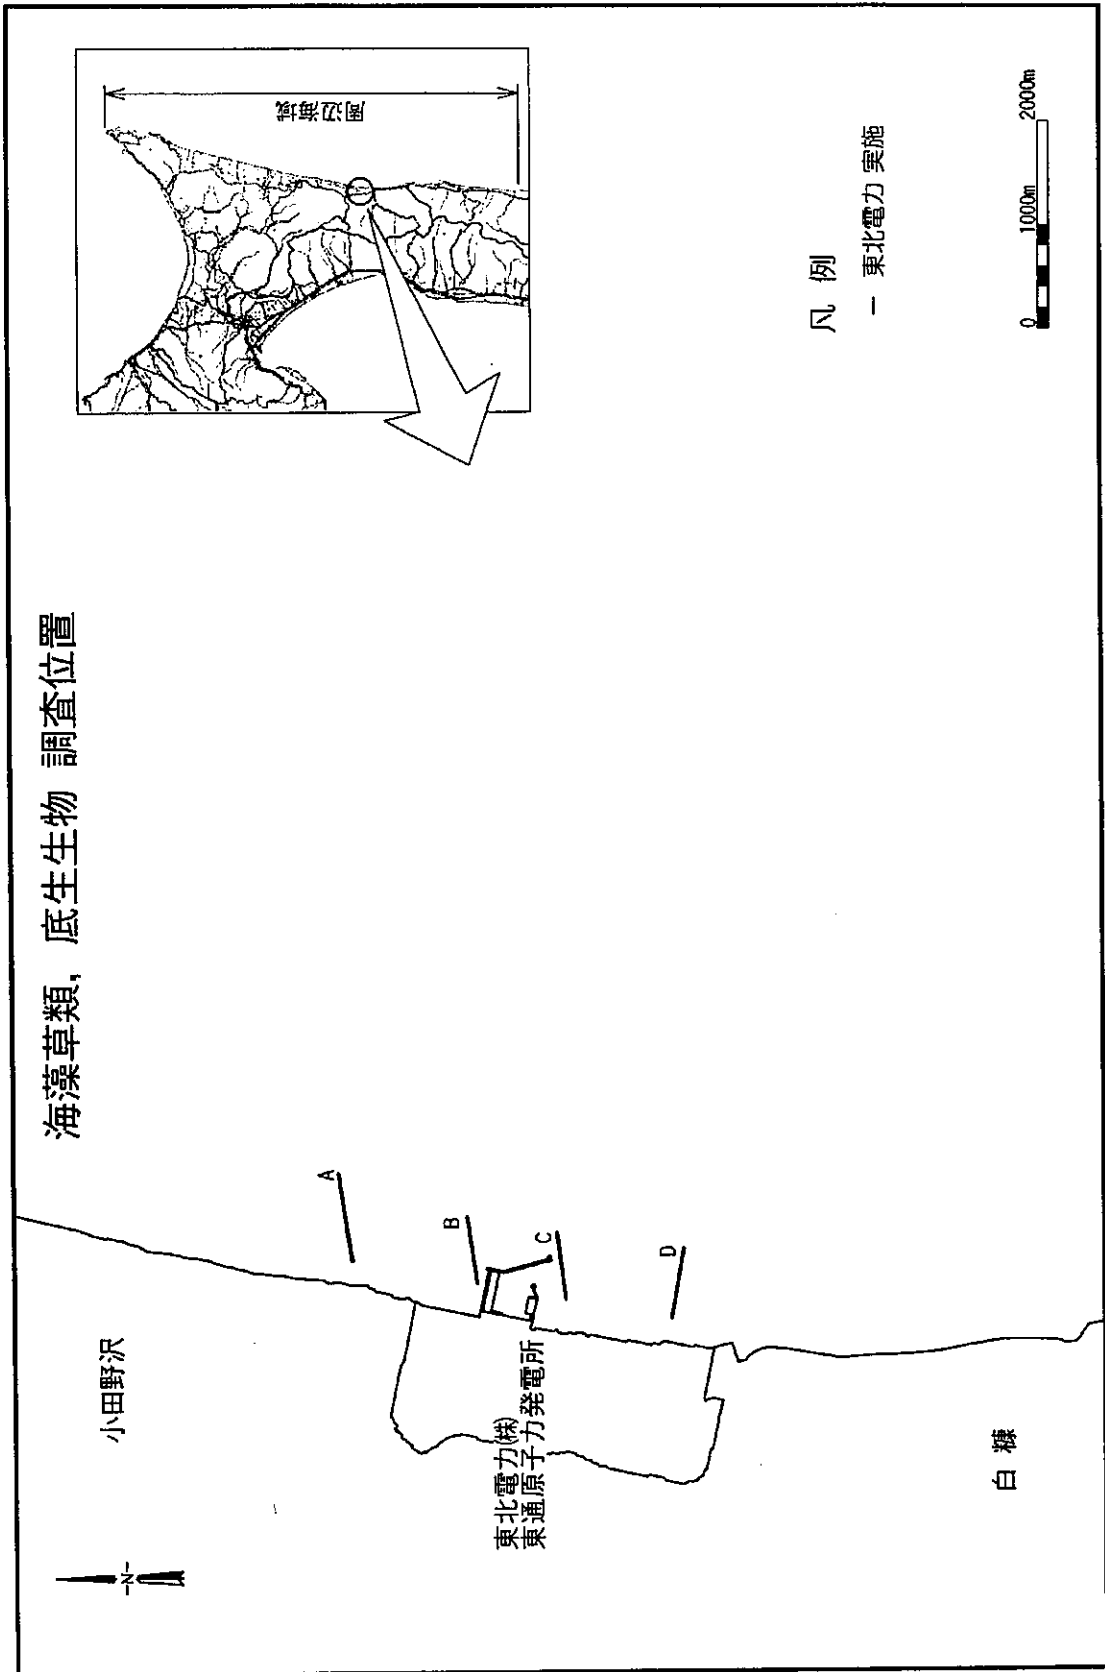 海藻草類，底生生物 調査位置
周辺海域
小田野沢
N
A
B
C
D
東北電力㈱
東通原子力発電所
白糠
凡例
－ 東北電力 実施
0 1000m 2000m